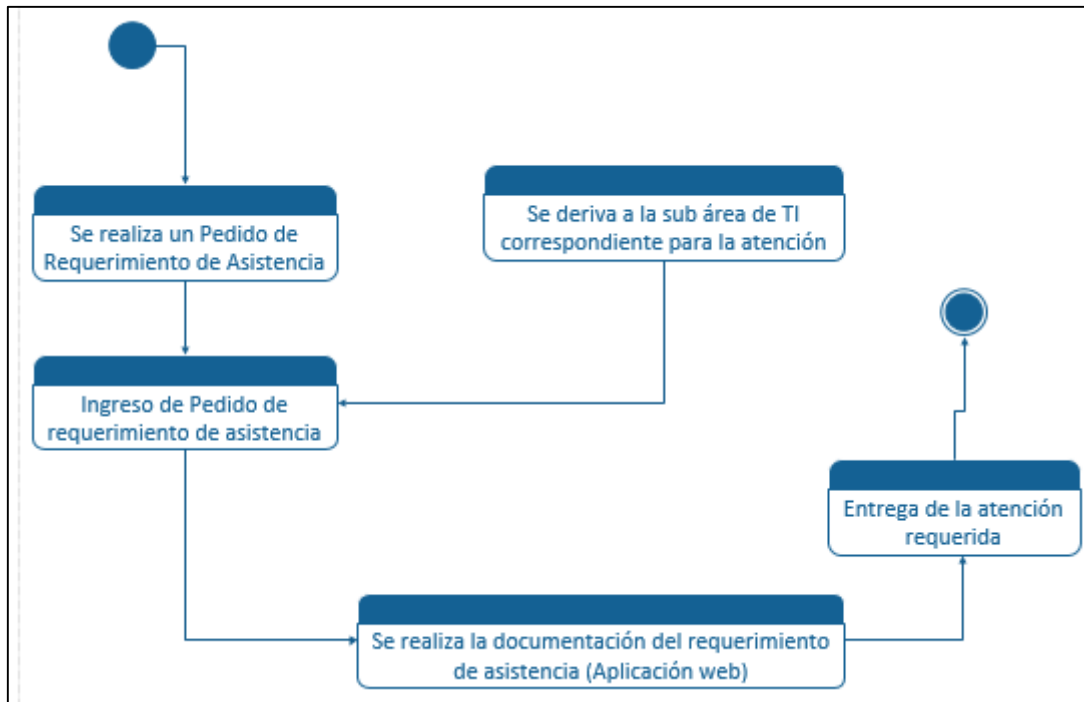 Se realiza un Pedido de
Requerimiento de Asistencia
Se deriva a la sub área de TI
correspondiente para la atención
Ingreso de Pedido de
requerimiento de asistencia
Entrega de la atención
requerida
Se realiza la documentación del requerimiento
de asistencia (Aplicación web)